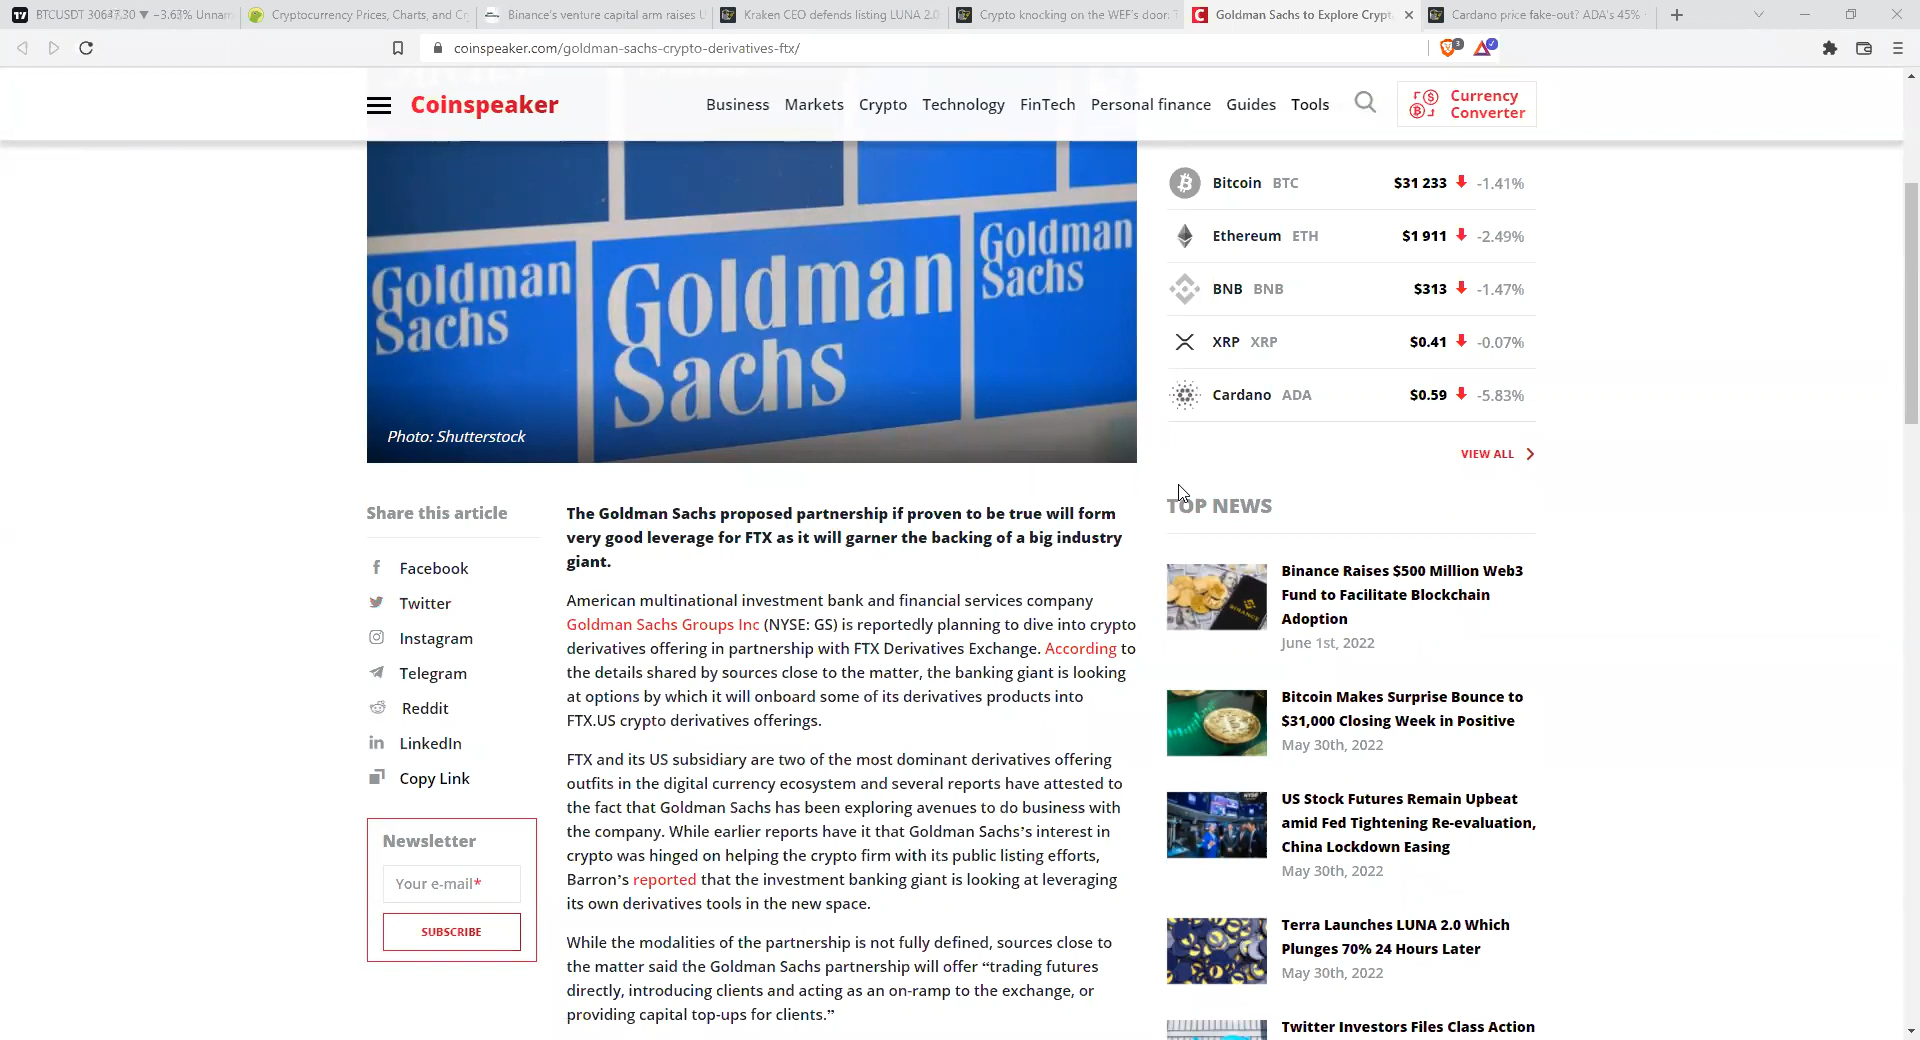 BTCUSDT 30647.30 ▼ −3.63% Unnam
Cryptocurrency Prices, Charts, and Cr
Binance's venture capital arm raises U
Kraken CEO defends listing LUNA 2.0
Crypto knocking on the WEF's door: T
Goldman Sachs to Explore Crypt
Cardano price fake-out? ADA's 45%
coinspeaker.com/goldman-sachs-crypto-derivatives-ftx/
3
Coinspeaker
Business Markets Crypto Technology FinTech Personal finance Guides Tools
Currency
Converter
Goldman
Sachs
Goldman
Sachs
Goldman
Sachs
Photo: Shutterstock
Bitcoin BTC $31 233 -1.41%
Ethereum ETH $1 911 -2.49%
BNB BNB $313 -1.47%
XRP XRP $0.41 -0.07%
Cardano ADA $0.59 -5.83%
VIEW ALL
Share this article
Facebook
Twitter
Instagram
Telegram
Reddit
LinkedIn
Copy Link
Newsletter
Your e-mail*
SUBSCRIBE
The Goldman Sachs proposed partnership if proven to be true will form
very good leverage for FTX as it will garner the backing of a big industry
giant.
American multinational investment bank and financial services company
Goldman Sachs Groups Inc (NYSE: GS) is reportedly planning to dive into crypto
derivatives offering in partnership with FTX Derivatives Exchange. According to
the details shared by sources close to the matter, the banking giant is looking
at options by which it will onboard some of its derivatives products into
FTX.US crypto derivatives offerings.
FTX and its US subsidiary are two of the most dominant derivatives offering
outfits in the digital currency ecosystem and several reports have attested to
the fact that Goldman Sachs has been exploring avenues to do business with
the company. While earlier reports have it that Goldman Sachs's interest in
crypto was hinged on helping the crypto firm with its public listing efforts,
Barron's reported that the investment banking giant is looking at leveraging
its own derivatives tools in the new space.
While the modalities of the partnership is not fully defined, sources close to
the matter said the Goldman Sachs partnership will offer “trading futures
directly, introducing clients and acting as an on-ramp to the exchange, or
providing capital top-ups for clients.”
TOP NEWS
Binance Raises $500 Million Web3
Fund to Facilitate Blockchain
Adoption
June 1st, 2022
Bitcoin Makes Surprise Bounce to
$31,000 Closing Week in Positive
May 30th, 2022
US Stock Futures Remain Upbeat
amid Fed Tightening Re-evaluation,
China Lockdown Easing
May 30th, 2022
Terra Launches LUNA 2.0 Which
Plunges 70% 24 Hours Later
May 30th, 2022
Twitter Investors Files Class Action